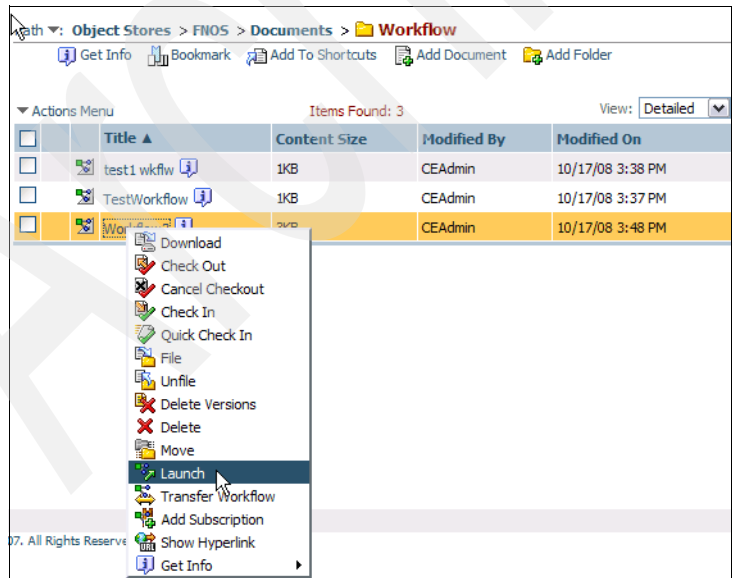 Path ▼: Object Stores > FNOS > Documents > Workflow
Get Info Bookmark Add To Shortcuts Add Document Add Folder
▼ Actions Menu Items Found: 3 View: Detailed
Title ▲ Content Size Modified By Modified On
test1 wkflw 1KB CEAdmin 10/17/08 3:38 PM
TestWorkflow 1KB CEAdmin 10/17/08 3:37 PM
CEAdmin 10/17/08 3:48 PM
Download
Check Out
Cancel Checkout
Check In
Quick Check In
File
Unfile
Delete Versions
Delete
Move
Launch
Transfer Workflow
Add Subscription
07. All Rights Reserve
Show Hyperlink
Get Info